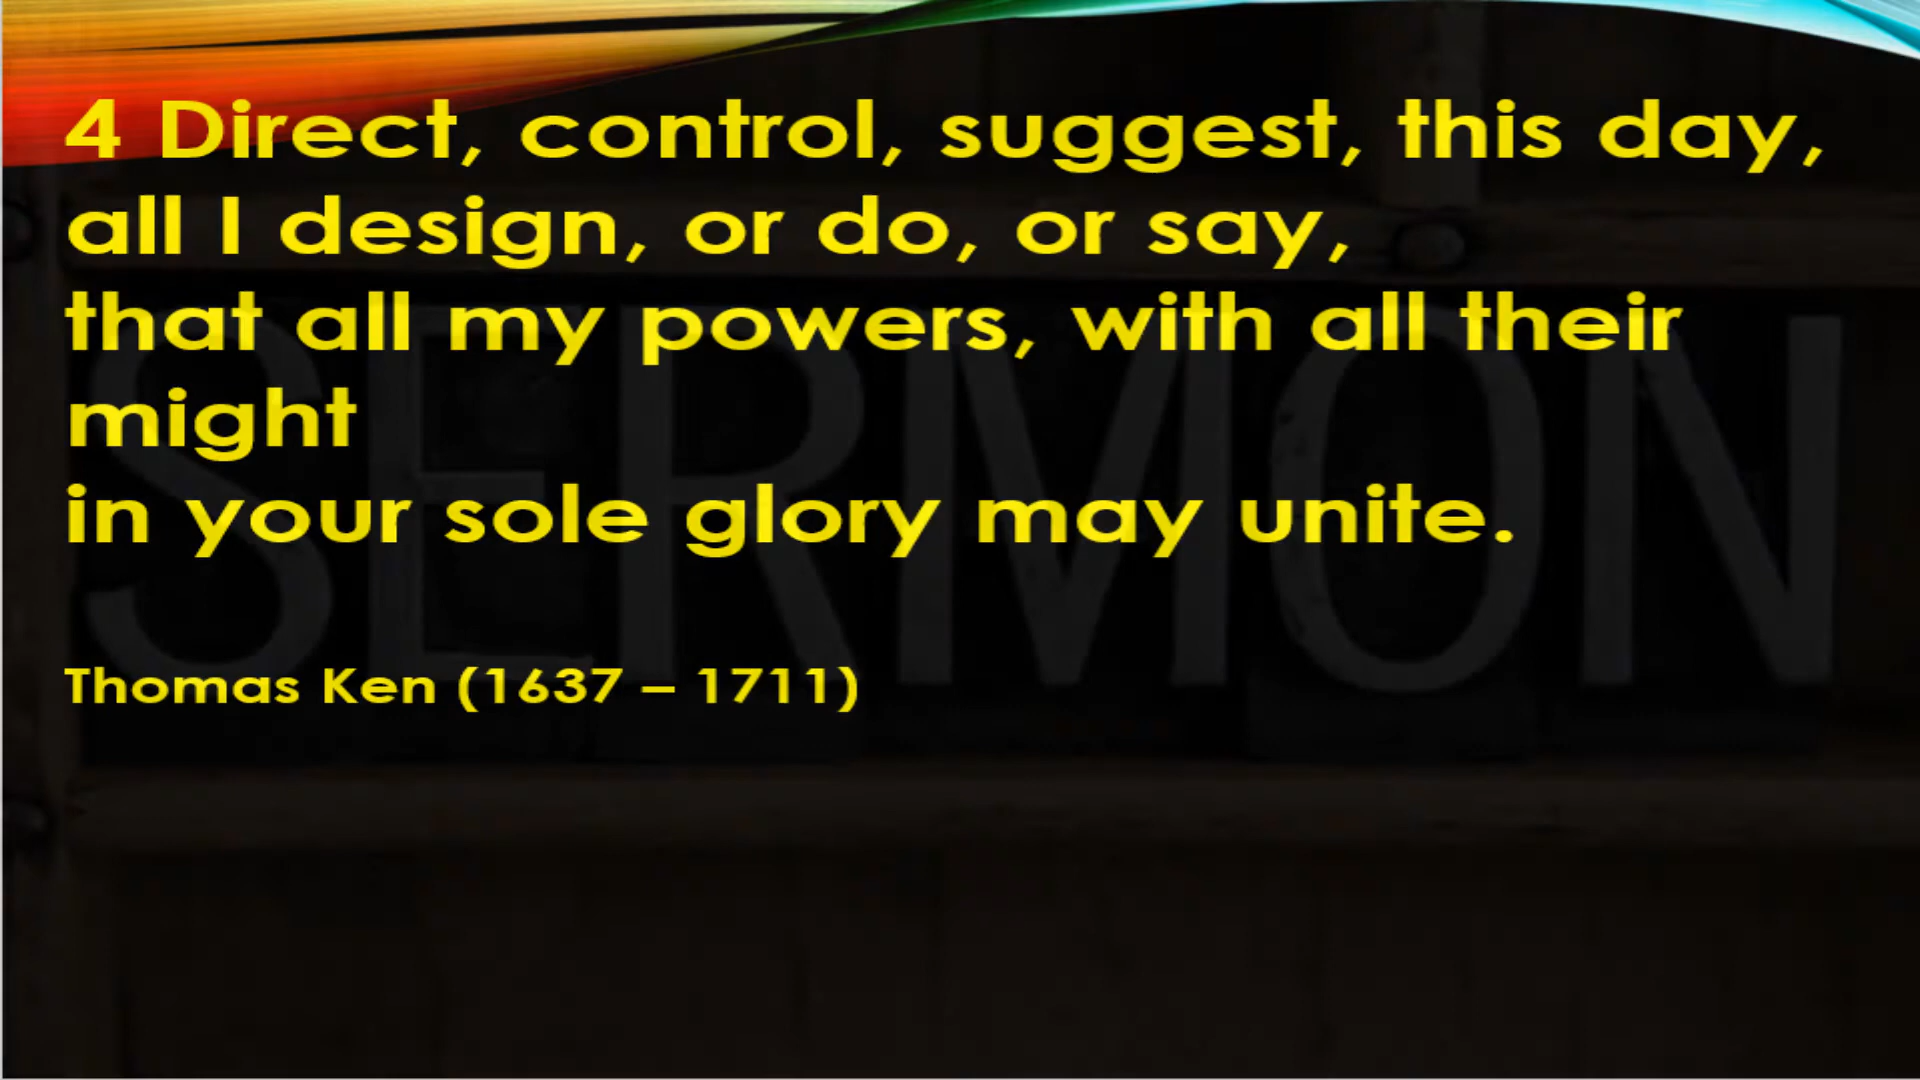 4 Direct, control, suggest, this day,
all I design, or do, or say,
that all my powers, with all their
might
in your sole glory may unite.
Thomas Ken (1637 – 1711)
SERMON